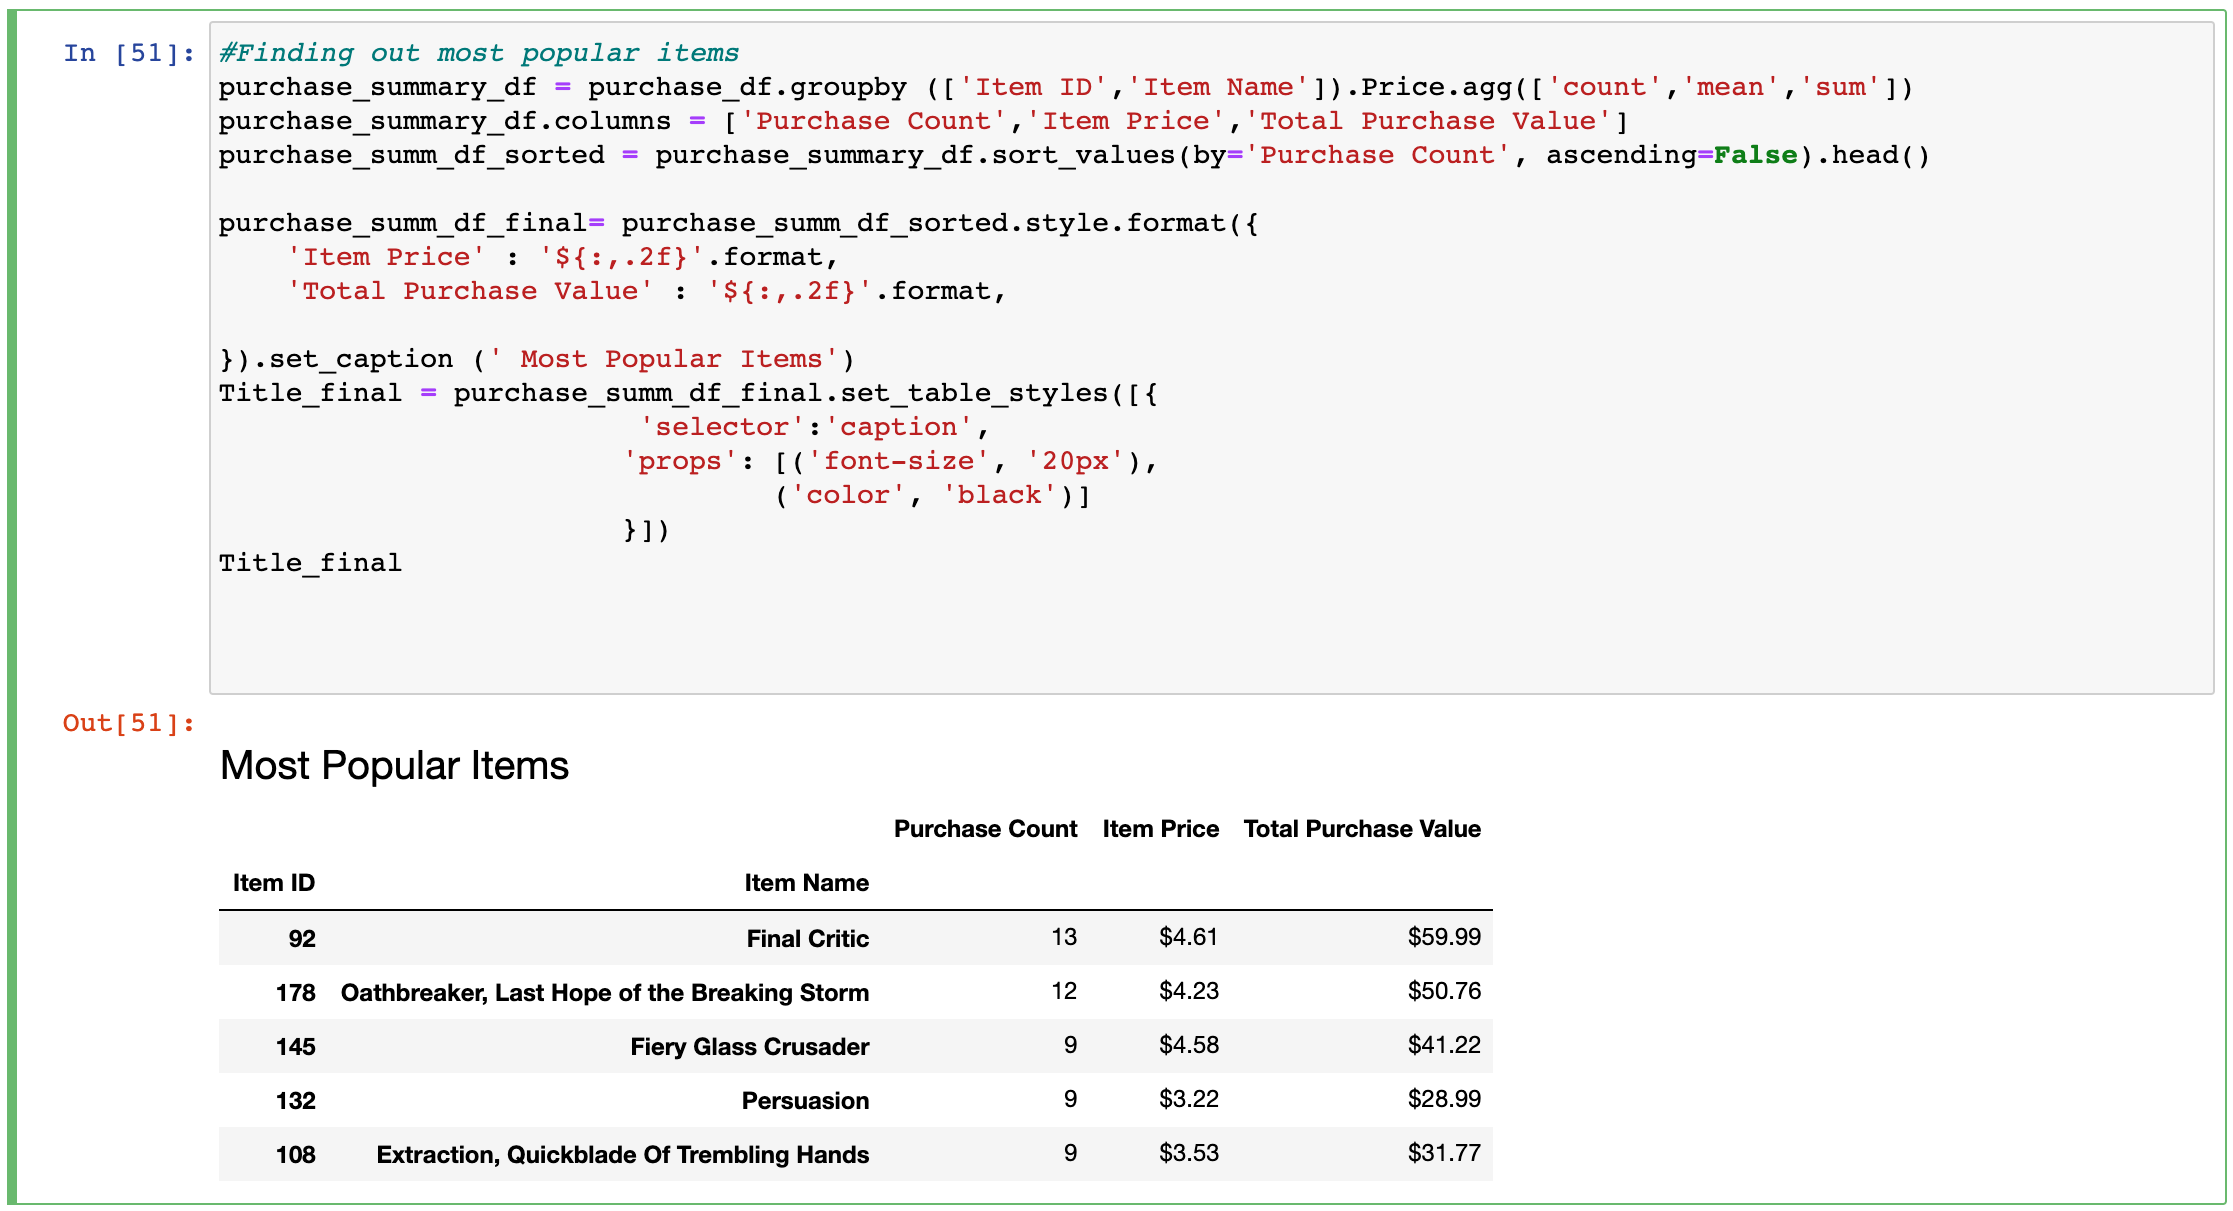 In [51]:
#Finding out most popular items
purchase_summary_df = purchase_df.groupby (['Item ID','Item Name']).Price.agg(['count','mean','sum'])
purchase_summary_df.columns = ['Purchase Count','Item Price','Total Purchase Value']
purchase_summ_df_sorted = purchase_summary_df.sort_values(by='Purchase Count', ascending=False).head()
purchase_summ_df_final= purchase_summ_df_sorted.style.format({
'Item Price' : '${:,.2f}'.format,
'Total Purchase Value' : '${:,.2f}'.format,
}).set_caption (' Most Popular Items')
Title_final = purchase_summ_df_final.set_table_styles([{
'selector':'caption',
'props': [('font-size', '20px'),
('color', 'black')]
}])
Title_final
Out[51]:
Most Popular Items
Purchase Count Item Price Total Purchase Value
Item ID Item Name
92 Final Critic 13 $4.61 $59.99
178 Oathbreaker, Last Hope of the Breaking Storm 12 $4.23 $50.76
145 Fiery Glass Crusader 9 $4.58 $41.22
132 Persuasion 9 $3.22 $28.99
108 Extraction, Quickblade Of Trembling Hands 9 $3.53 $31.77